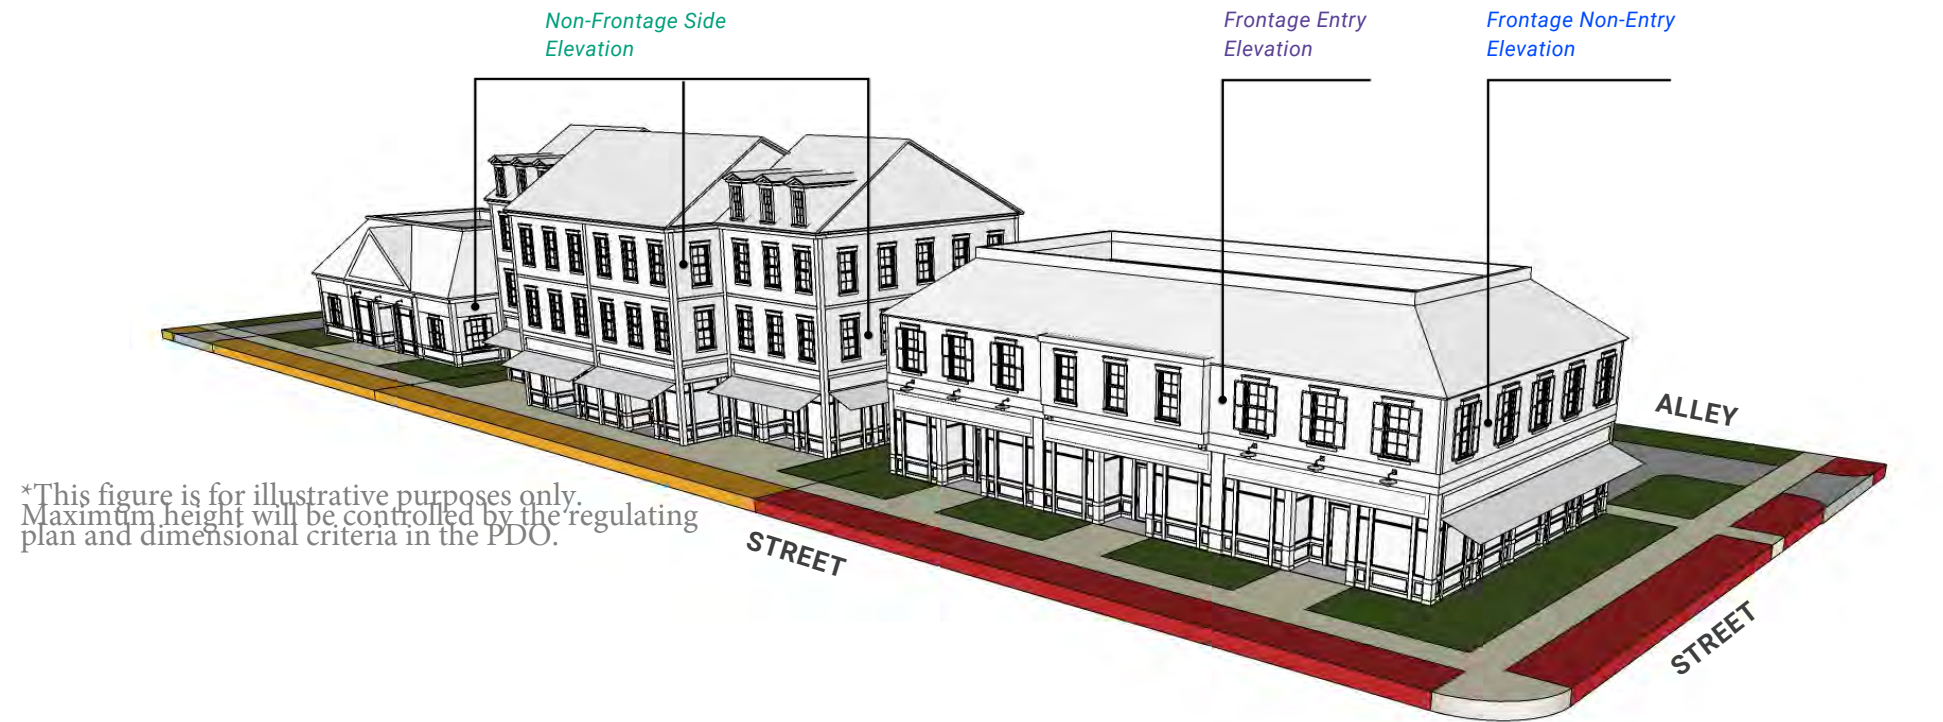 Non-Frontage Side
Elevation
Frontage Entry
Elevation
Frontage Non-Entry
Elevation
ALLEY
*This figure is for illustrative purposes only.
Maximum height will be controlled by the regulating
plan and dimensional criteria in the PDO.
STREET
STREET